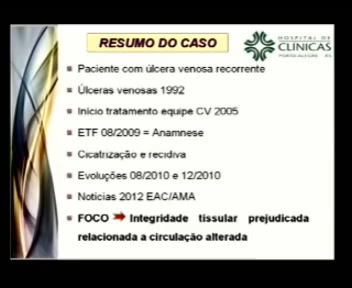 RESUMO DO CASO
HOSPITAL DE
CLÍNICAS
PORTO ALEGRE RS
Paciente com úlcera venosa recorrente
Úlceras venosas 1992
Início tratamento equipe CV 2005
ETF 08/2009 = Anamnese
Cicatrização e recidiva
Evoluções 08/2010 e 12/2010
Notícias 2012 EAC/AMA
FOCO Integridade tissular prejudicada
relacionada a circulação alterada